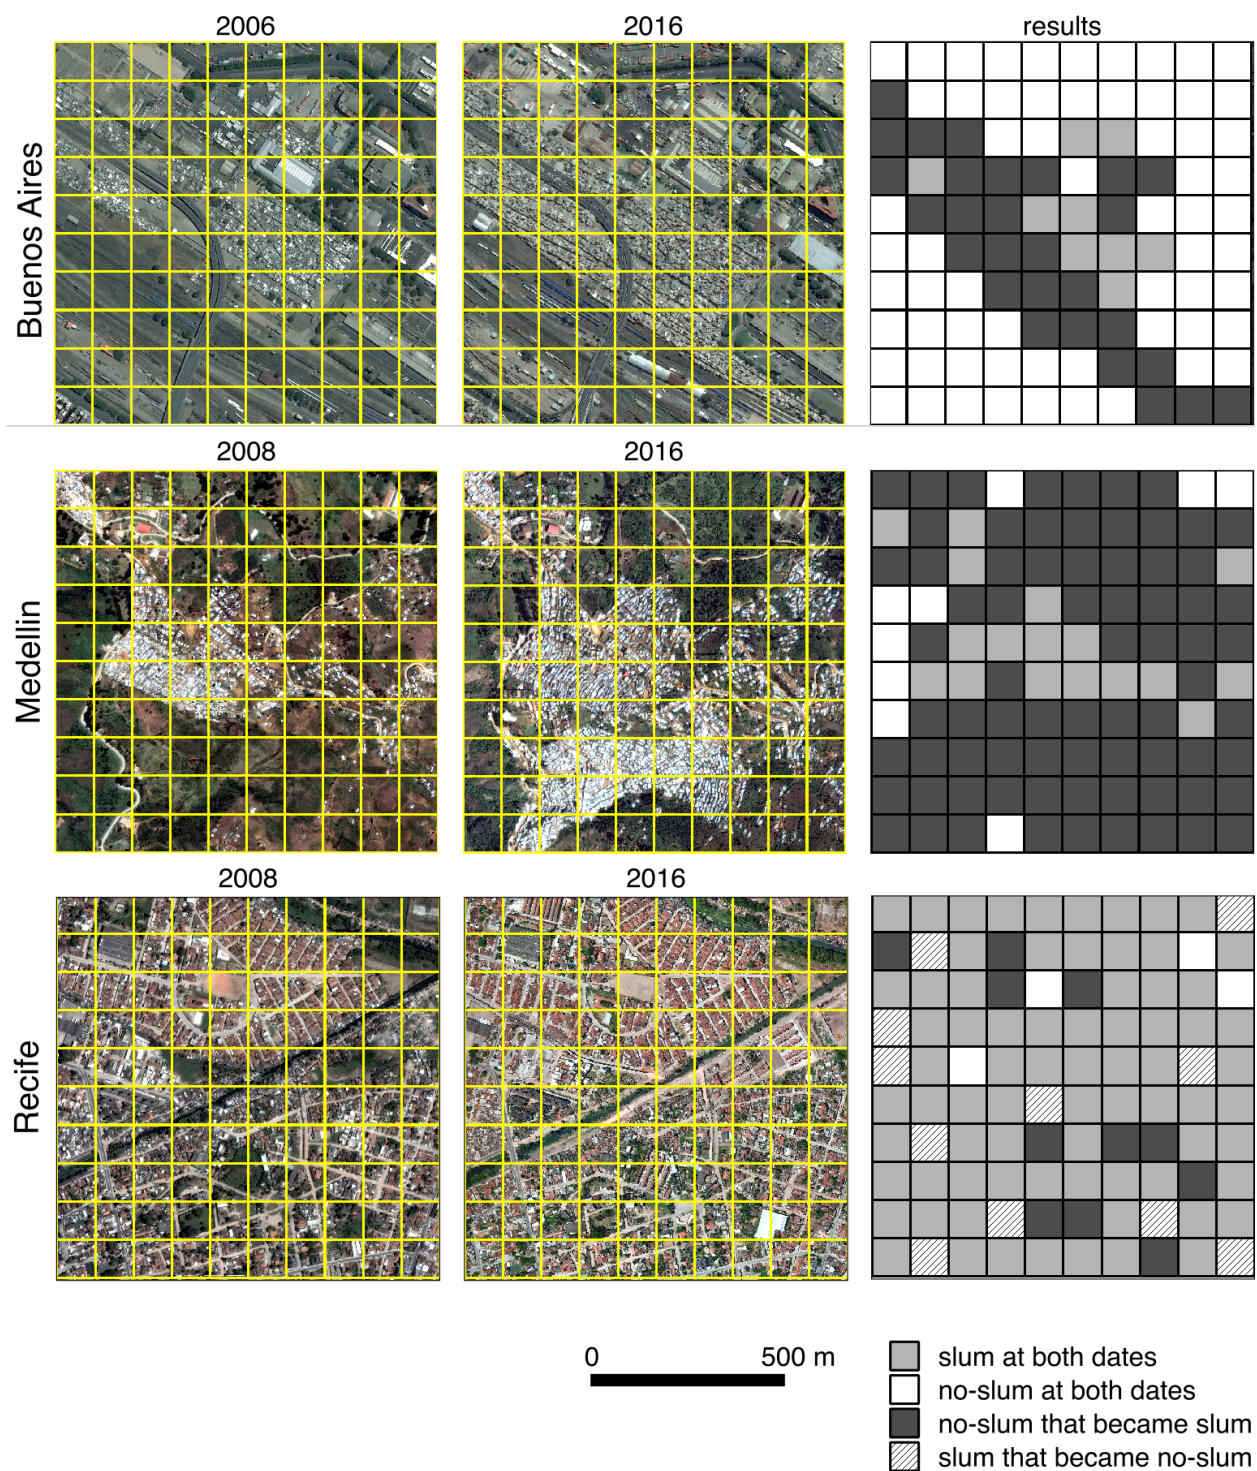 2006 2016 results
Buenos Aires
2008 2016
Medellin
2008 2016
Recife
0 500 m
slum at both dates
no-slum at both dates
no-slum that became slum
slum that became no-slum